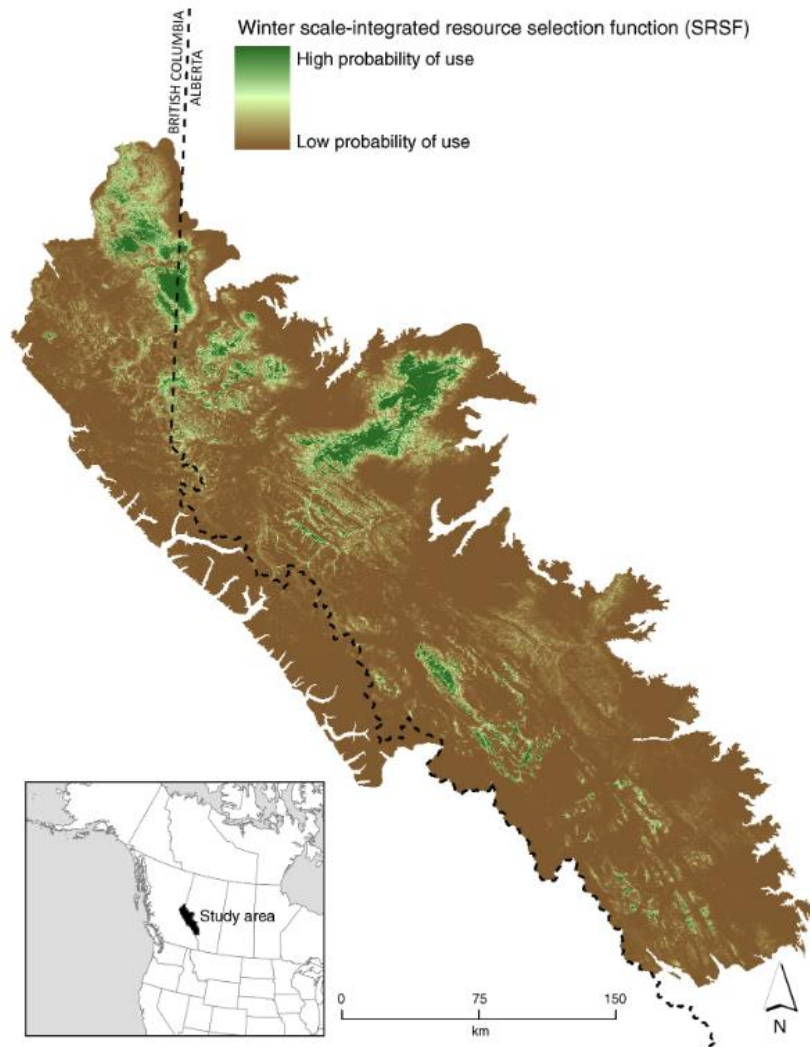 Winter scale-integrated resource selection function (SRSF)
High probability of use
Low probability of use
BRITISH COLUMBIA
ALBERTA
Study area
0 75 150
km
N